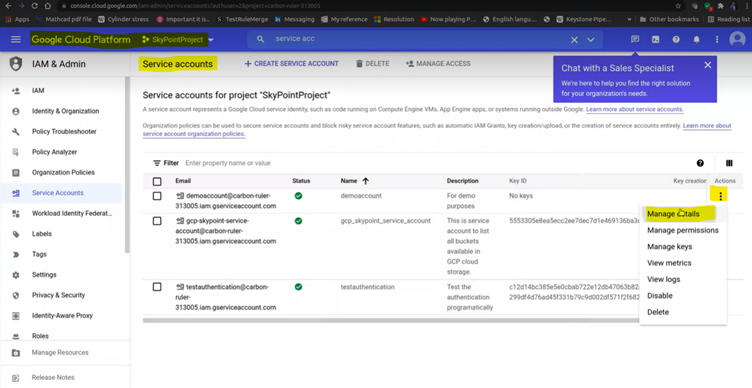 console.cloud.google.com/iam-admin/serviceaccounts?authuser=2&project=carbon-ruler-313005
Apps Mathcad pdf file Cylinder stress Important it is... TestRuleMerge Messaging My reference Resolution Now playing P... English langu... Keystone Pipe... » Other bookmarks Reading list
Google Cloud Platform SkyPointProject service acc
IAM & Admin
Service accounts
+ CREATE SERVICE ACCOUNT
DELETE
MANAGE ACCESS
Chat with a Sales Specialist
We're here to help you find the right solution
for your organization's needs.
IAM
Identity & Organization
Policy Troubleshooter
Policy Analyzer
Organization Policies
Service Accounts
Workload Identity Federat...
Labels
Tags
Settings
Privacy & Security
Identity-Aware Proxy
Roles
Manage Resources
Release Notes
Service accounts for project "SkyPointProject"
A service account represents a Google Cloud service identity, such as code running on Compute Engine VMs, App Engine apps, or systems running outside Google. Learn more about service accounts.
Organization policies can be used to secure service accounts and block risky service account features, such as automatic IAM Grants, key creation/upload, or the creation of service accounts entirely. Learn more about
service account organization policies.
Filter Enter property name or value
Email Status Name Description Key ID Key creation Actions
demoaccount@carbon-ruler-
313005.iam.gserviceaccount.com
demoaccount
For demo
purposes
No keys
gcp-skypoint-service-
account@carbon-ruler-
313005.iam.gserviceaccount.com
gcp_skypoint_service_account
This is
service
account to list
all buckets
available in
GCP cloud
storage.
testauthentication@carbon-
ruler-
313005.iam.gserviceaccount.com
testauthentication
Test the
authentication
programatically
Manage details
Manage permissions
Manage keys
View metrics
View logs
Disable
Delete